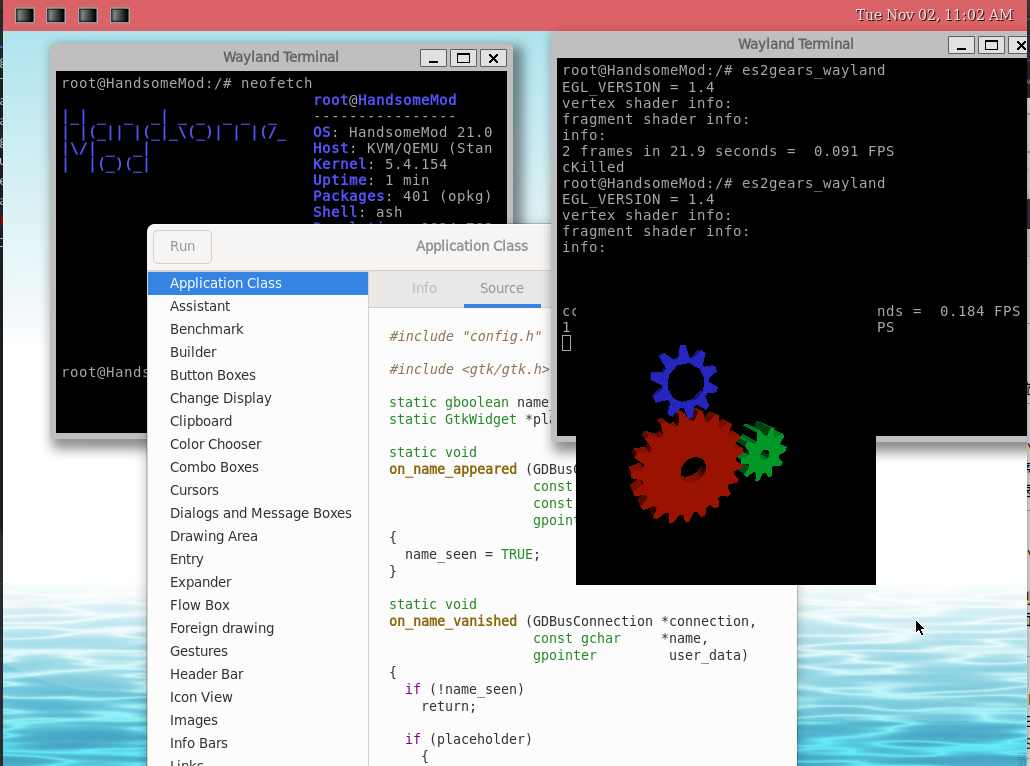 Tue Nov 02, 11:02 AM
Wayland Terminal
root@HandsomeMod:/# neofetch
root@HandsomeMod
----------------
OS: HandsomeMod 21.0
Host: KVM/QEMU (Stan
Kernel: 5.4.154
Uptime: 1 min
Packages: 401 (opkg)
Shell: ash
root@Hands
Wayland Terminal
root@HandsomeMod:/# es2gears_wayland
EGL_VERSION = 1.4
vertex shader info:
fragment shader info:
info:
2 frames in 21.9 seconds =  0.091 FPS
cKilled
root@HandsomeMod:/# es2gears_wayland
EGL_VERSION = 1.4
vertex shader info:
fragment shader info:
info:
nds =  0.184 FPS
1 PS
Run
Application Class
Application Class
Assistant
Benchmark
Builder
Button Boxes
Change Display
Clipboard
Color Chooser
Combo Boxes
Cursors
Dialogs and Message Boxes
Drawing Area
Entry
Expander
Flow Box
Foreign drawing
Gestures
Header Bar
Icon View
Images
Info Bars
Links
Info Source
#include "config.h"
#include <gtk/gtk.h>
static gboolean name_
static GtkWidget *pla
static void
on_name_appeared (GDBusC
const
const
gpoint
{
name_seen = TRUE;
}
static void
on_name_vanished (GDBusConnection *connection,
const gchar     *name,
gpointer         user_data)
{
if (!name_seen)
return;
if (placeholder)
{